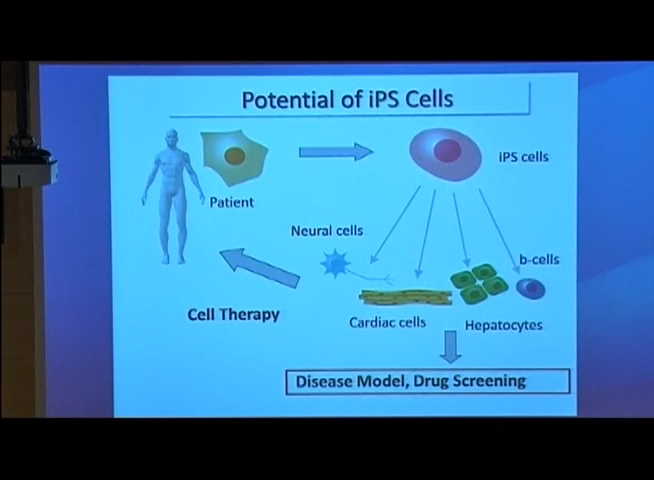 Potential of iPS Cells
iPS cells
Patient
Neural cells
b-cells
Cell Therapy
Cardiac cells
Hepatocytes
Disease Model, Drug Screening